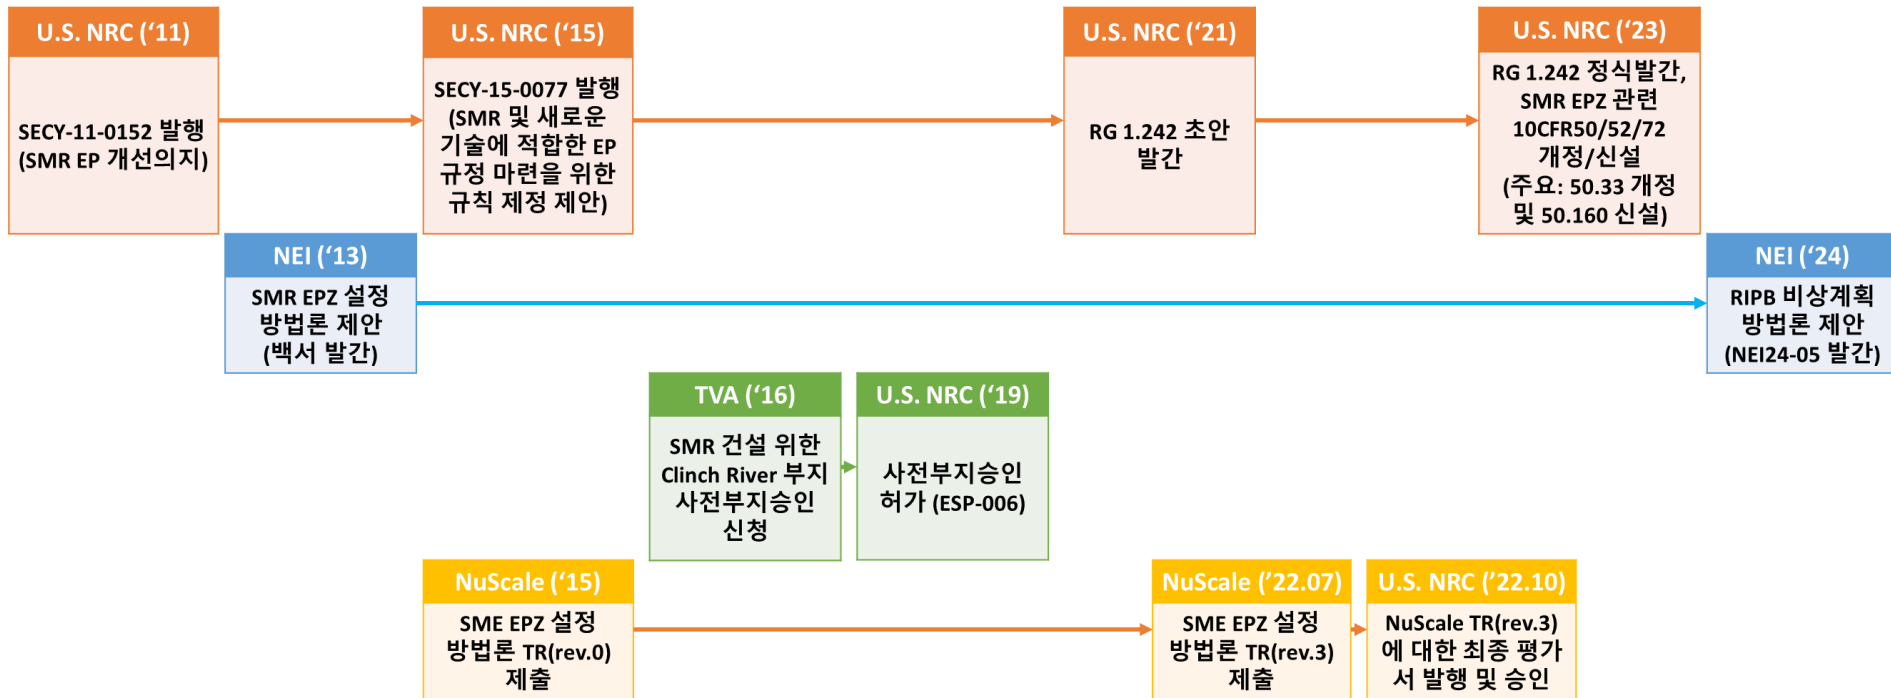 U.S. NRC (‘11)
SECY-11-0152 발행
(SMR EP 개선의지)
U.S. NRC (‘15)
SECY-15-0077 발행
(SMR 및 새로운
기술에 적합한 EP
규정 마련을 위한
규칙 제정 제안)
U.S. NRC (‘21)
RG 1.242 초안
발간
U.S. NRC (‘23)
RG 1.242 정식발간,
SMR EPZ 관련
10CFR50/52/72
개정/신설
(주요: 50.33 개정
및 50.160 신설)
NEI (‘13)
SMR EPZ 설정
방법론 제안
(백서 발간)
NEI (‘24)
RIPB 비상계획
방법론 제안
(NEI24-05 발간)
TVA (‘16)
SMR 건설 위한
Clinch River 부지
사전부지승인
신청
U.S. NRC (‘19)
사전부지승인
허가 (ESP-006)
NuScale (‘15)
SME EPZ 설정
방법론 TR(rev.0)
제출
NuScale (’22.07)
SME EPZ 설정
방법론 TR(rev.3)
제출
U.S. NRC (’22.10)
NuScale TR(rev.3)
에 대한 최종 평가
서 발행 및 승인